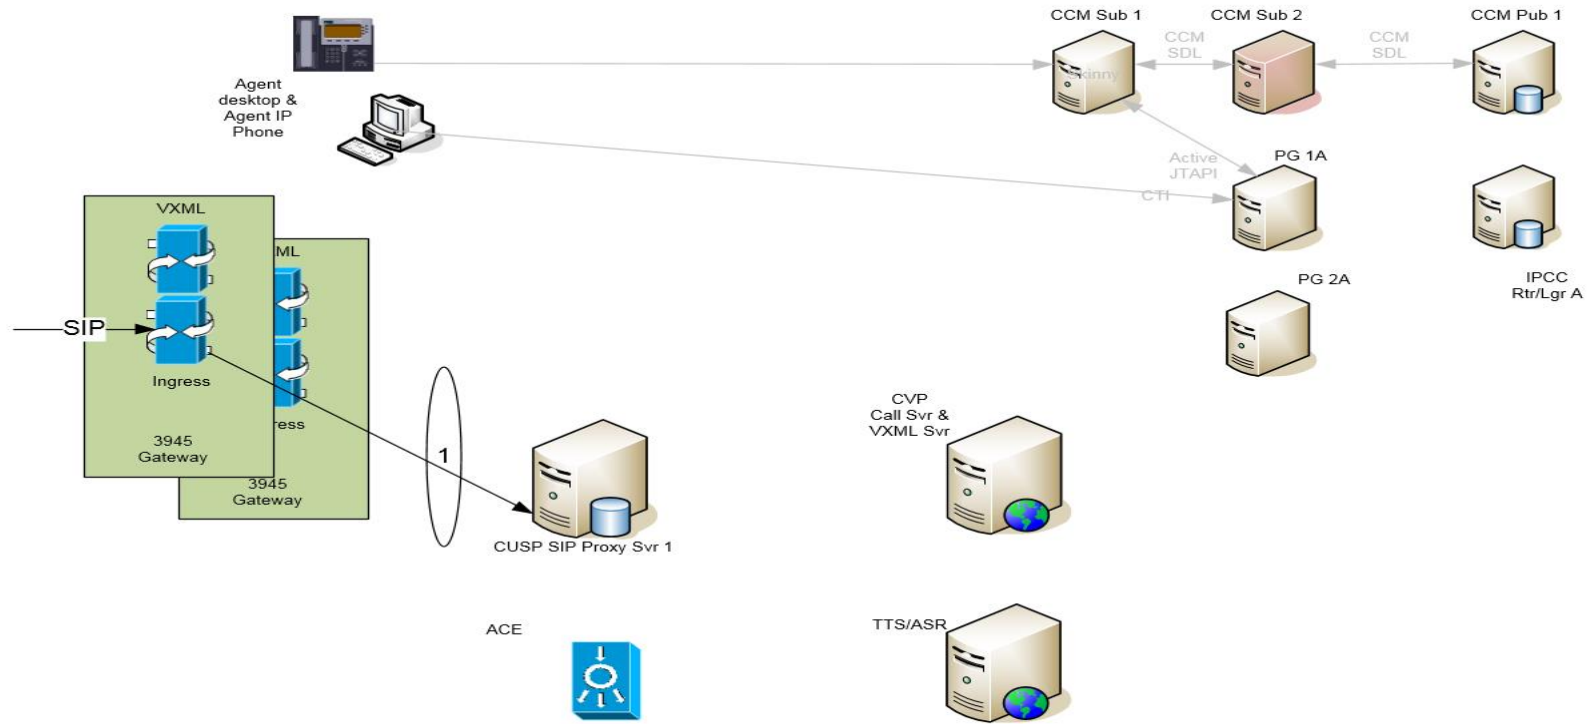 CCM Sub 1
CCM Sub 2
CCM Pub 1
CCM
SDL
CCM
SDL
Skinny
Agent
desktop &
Agent IP
Phone
Active
JTAPI
PG 1A
CTI
VXML
ML
PG 2A
IPCC
Rtr/Lgr A
SIP
Ingress
ress
3945
Gateway
3945
Gateway
1
CVP
Call Svr &
VXML Svr
CUSP SIP Proxy Svr 1
ACE
TTS/ASR